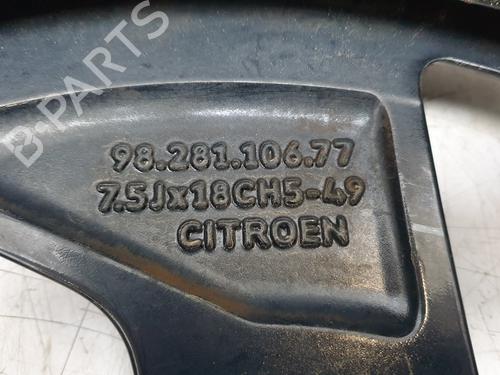 B-PARTS
98.281.106.77
7.5Jx18CH5-49
CITROEN